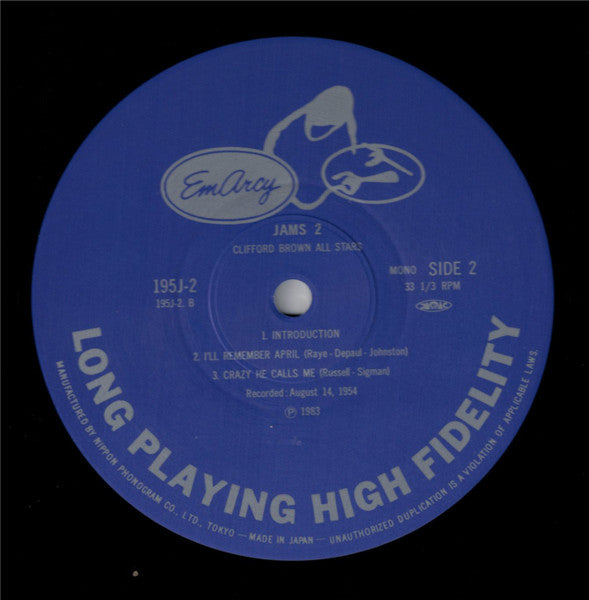 EmArcy
JAMS 2
CLIFFORD BROWN ALL STARS
195J-2
195J-2. B
MONO SIDE 2
33 1/3 RPM
1. INTRODUCTION
2. I'LL REMEMBER APRIL (Raye - Depaul - Johnston)
3. CRAZY HE CALLS ME (Russell - Sigman)
Recorded: August 14, 1954
Ⓟ 1983
LONG PLAYING HIGH FIDELITY
MANUFACTURED BY NIPPON PHONOGRAM CO., LTD., TOKYO — MADE IN JAPAN — UNAUTHORIZED DUPLICATION IS A VIOLATION OF APPLICABLE LAWS.